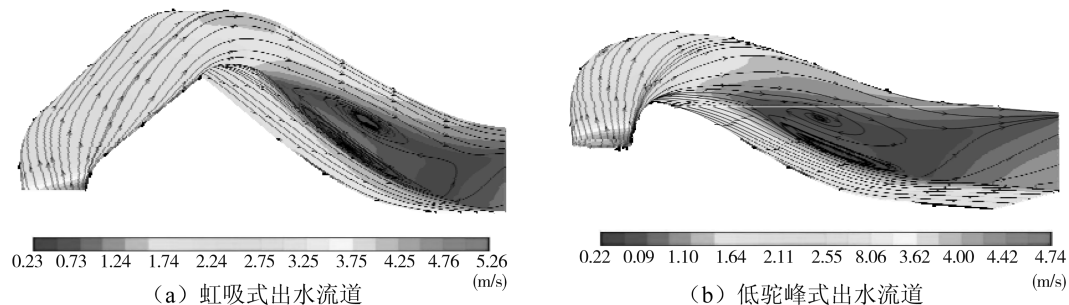 0.23 0.73 1.24 1.74 2.24 2.75 3.25 3.75 4.25 4.76 5.26
(m/s)
（a）虹吸式出水流道
0.22 0.09 1.10 1.64 2.11 2.55 8.06 3.62 4.00 4.42 4.74
(m/s)
（b）低驼峰式出水流道